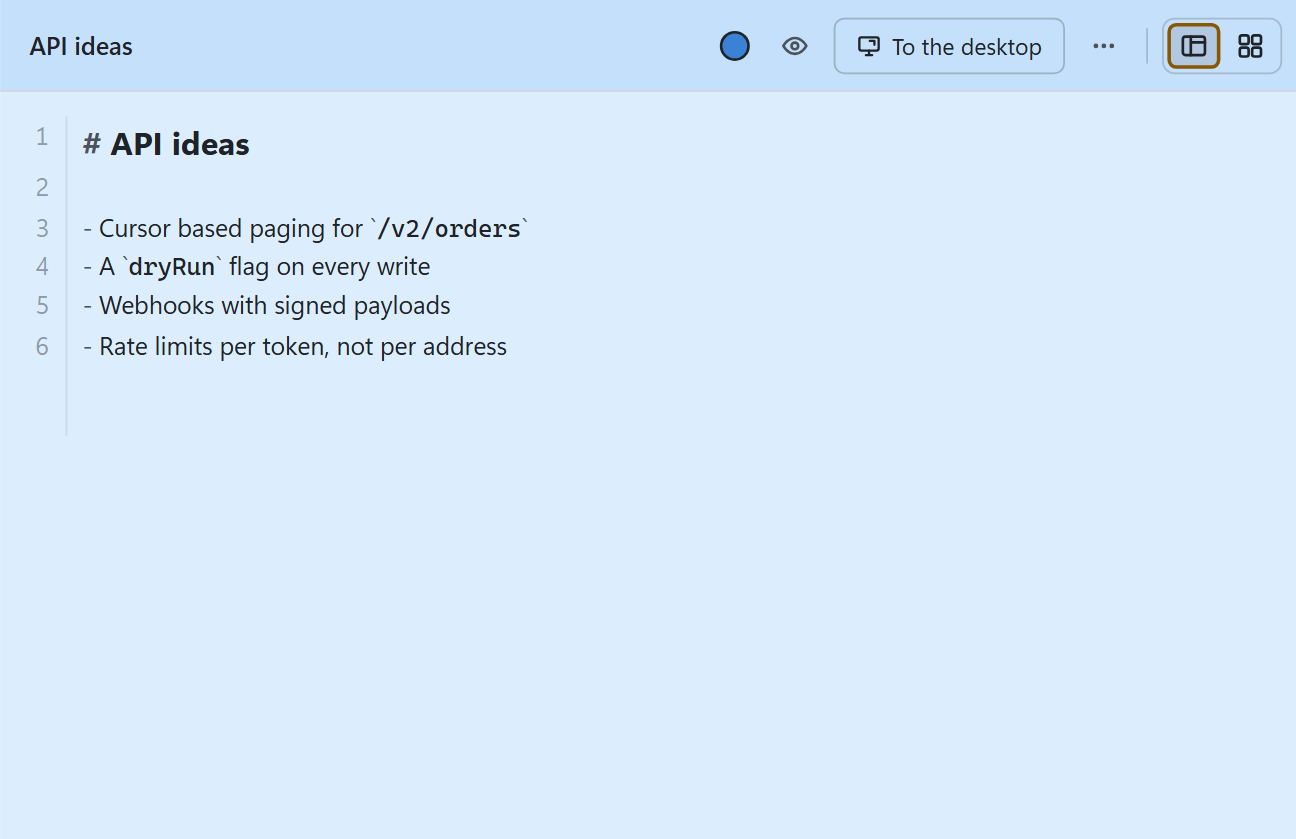 API ideas
To the desktop
1 # API ideas
2
3 - Cursor based paging for `/v2/orders`
4 - A `dryRun` flag on every write
5 - Webhooks with signed payloads
6 - Rate limits per token, not per address